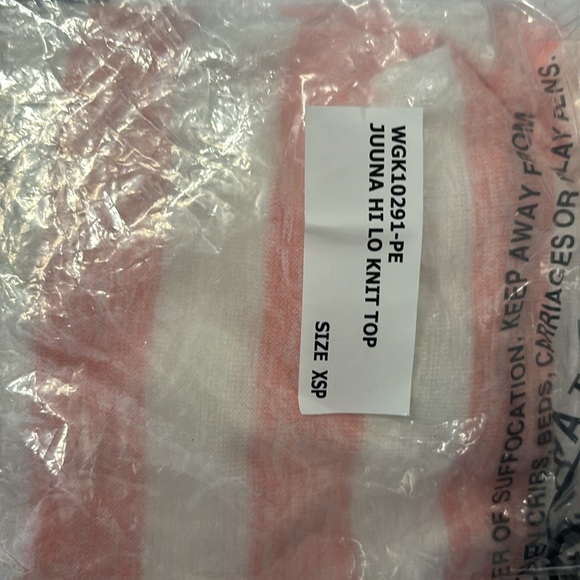 WGK10291-PE
JUUNA HI LO KNIT TOP
SIZE XSP
ER OF SUFFOCATION, KEEP AWAY FROM
EN CRIBS, BEDS, CARRIAGES OR PLAY PENS.